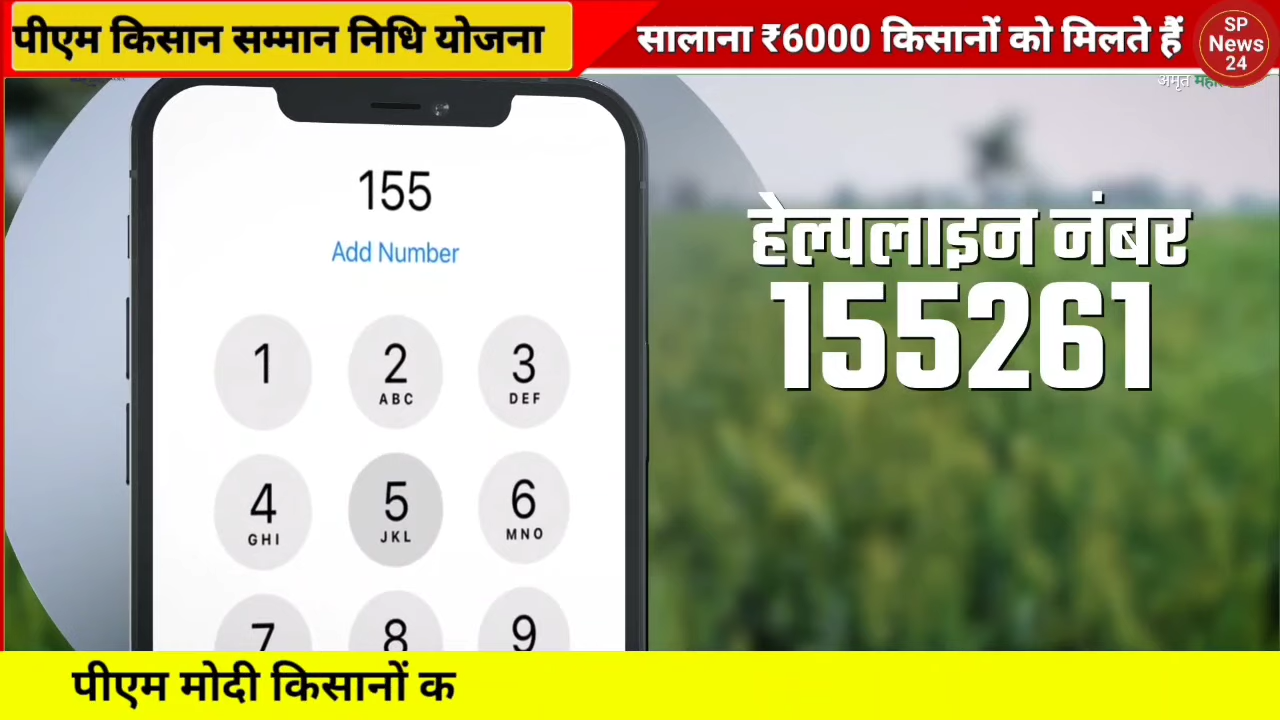 पीएम किसान सम्मान निधि योजना
सालाना ₹6000 किसानों को मिलते हैं
SP
News
24
अमृत
155
Add Number
हेल्पलाइन नंबर
155261
1
2
ABC
3
DEF
4
GHI
5
JKL
6
MNO
7
8
9
पीएम मोदी किसानों क